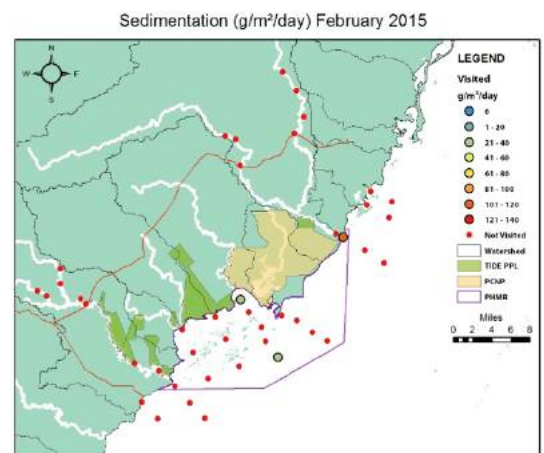 Sedimentation (g/m²/day) February 2015
N
W
E
S
LEGEND
Visited
g/m²/day
0
1 - 20
21 - 40
41 - 60
61 - 80
81 - 100
101 - 120
121 - 140
Not Visited
Watershed
TIDE PPL
PCNP
PHMR
Miles
0 2 4 8